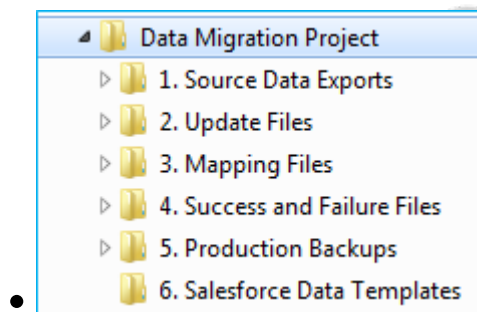 Data Migration Project
1. Source Data Exports
2. Update Files
3. Mapping Files
4. Success and Failure Files
5. Production Backups
6. Salesforce Data Templates